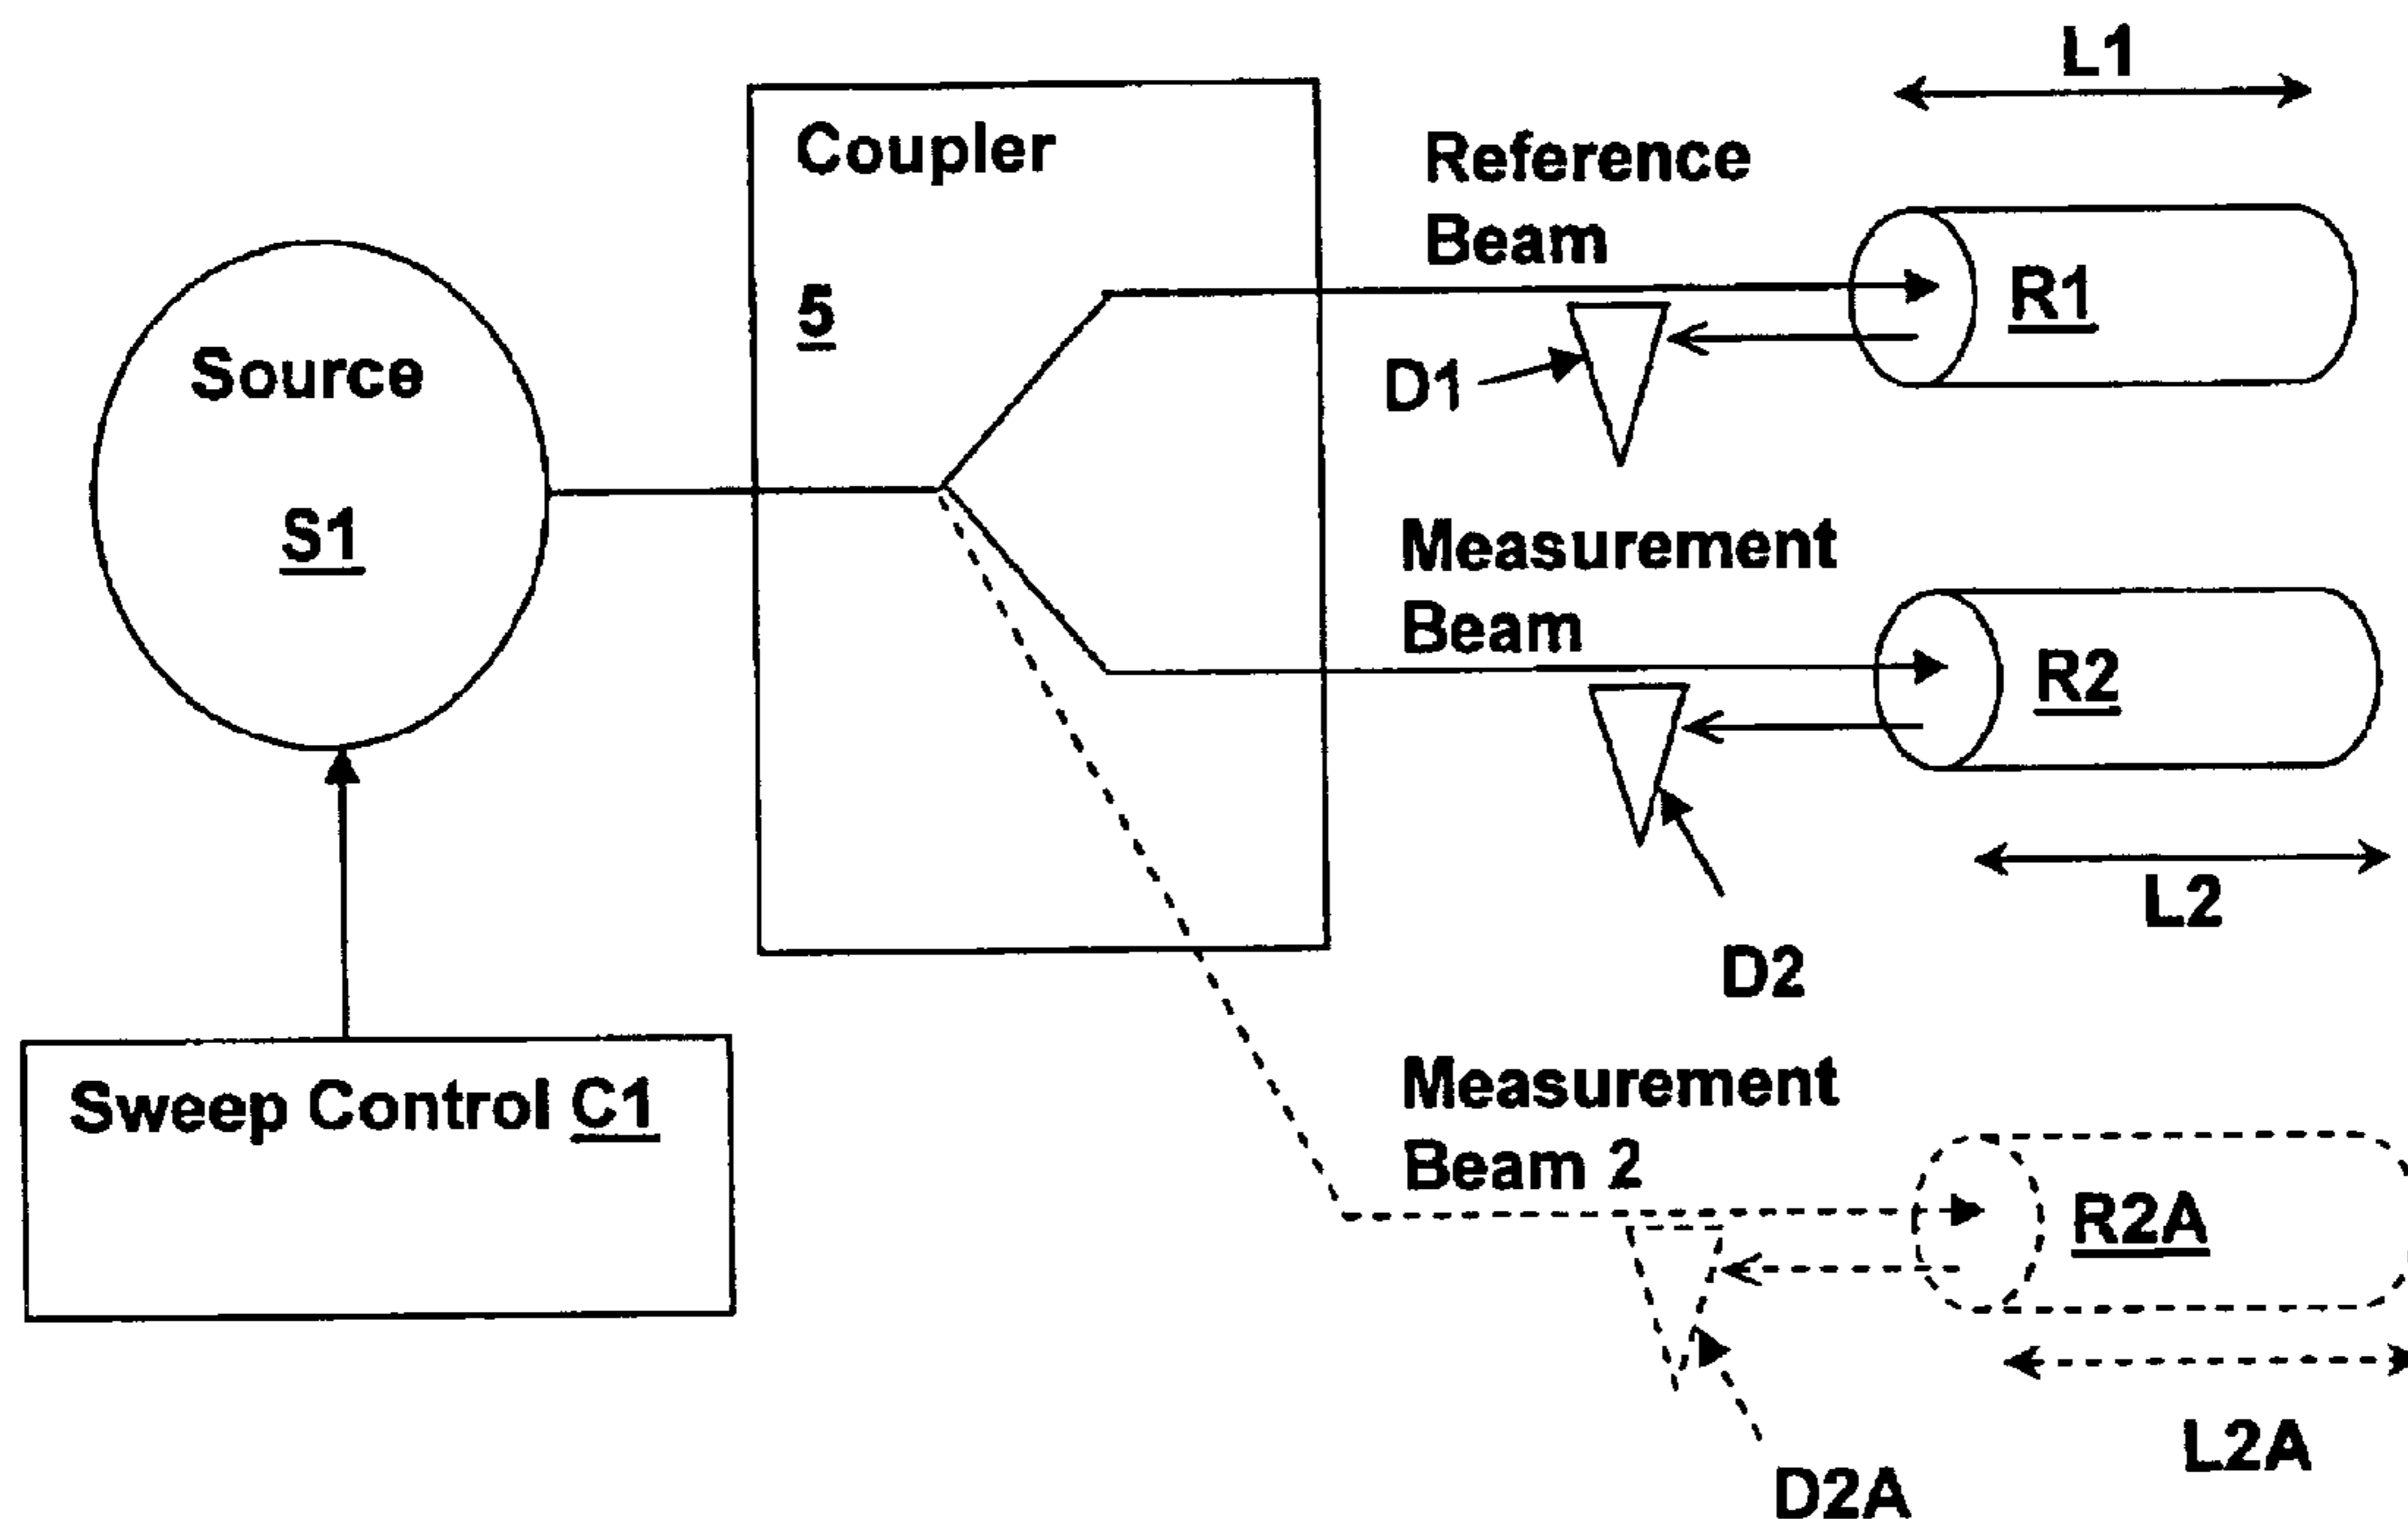 L1
Coupler
5
Reference
Beam
R1
D1
Source
S1
Measurement
Beam
R2
L2
D2
Sweep Control C1
Measurement
Beam 2
R2A
L2A
D2A